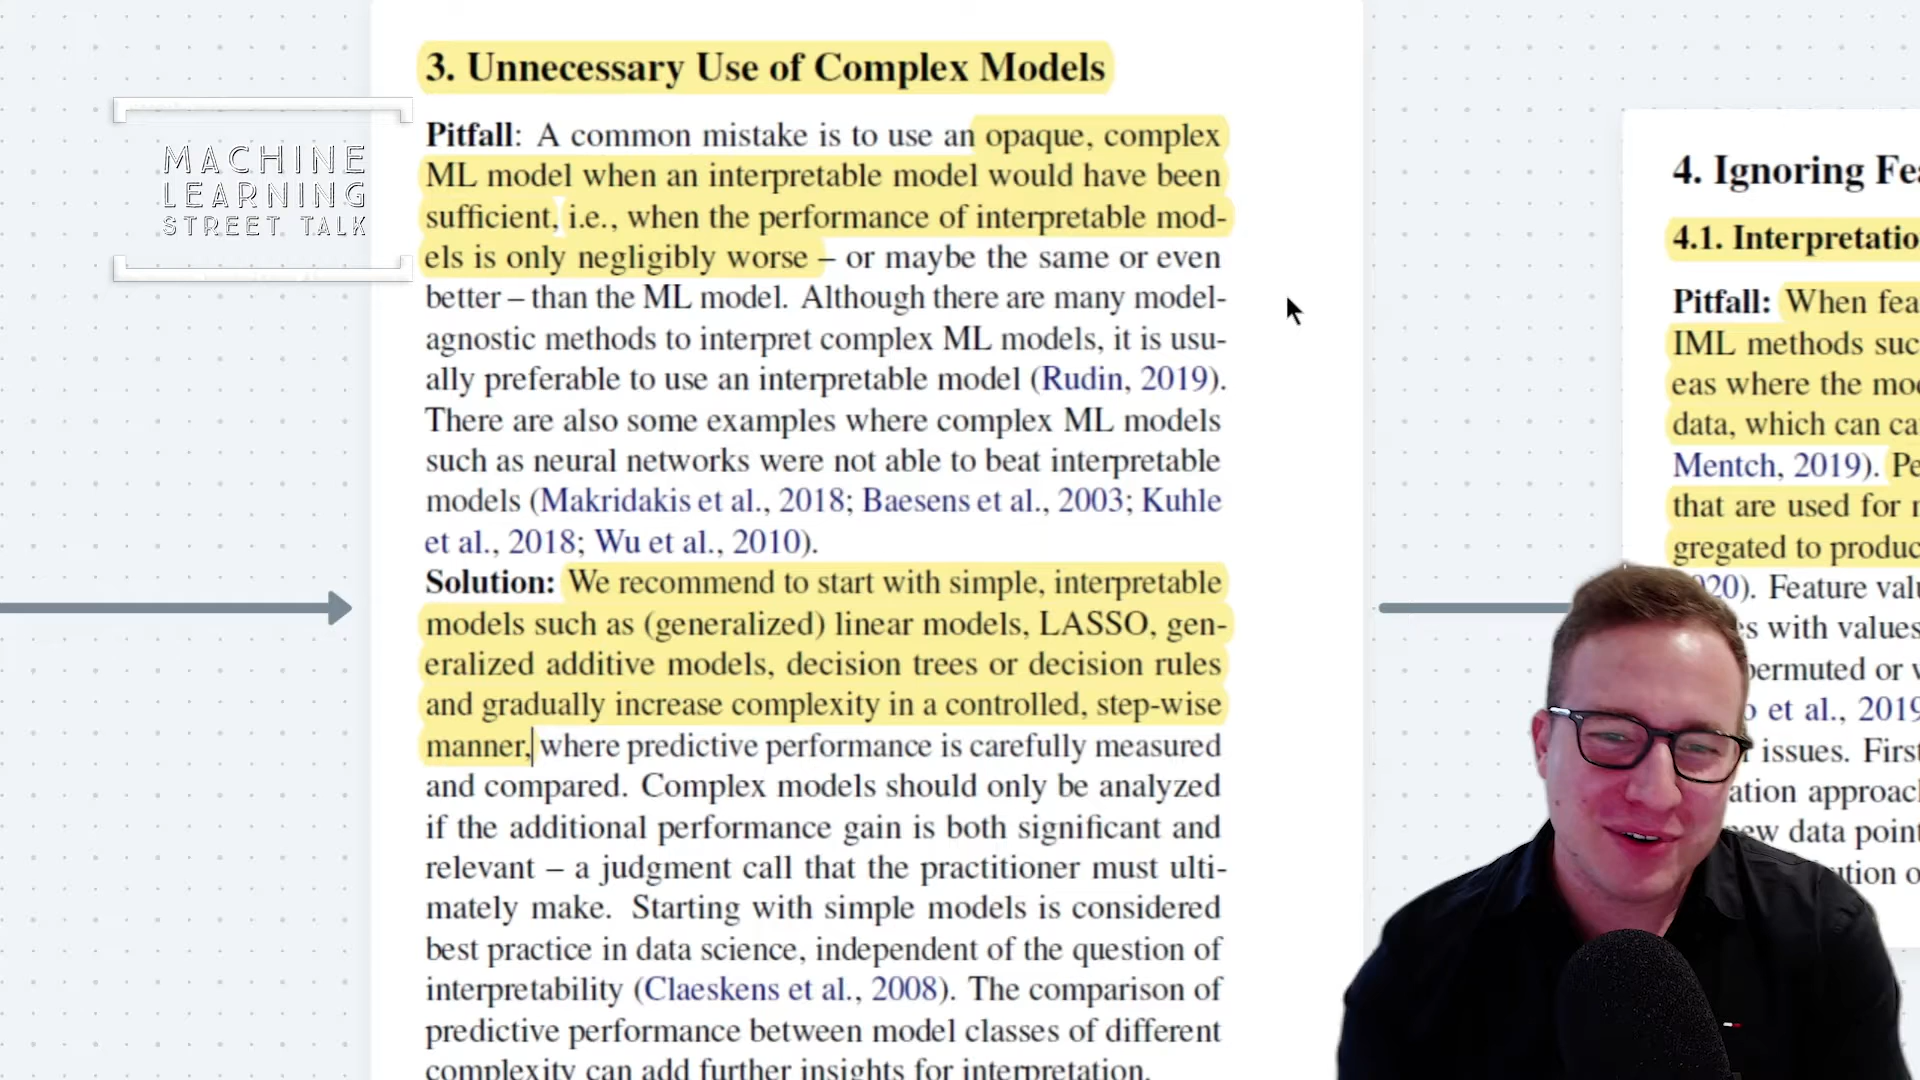 MACHINE
LEARNING
STREET TALK
3. Unnecessary Use of Complex Models
Pitfall: A common mistake is to use an opaque, complex
ML model when an interpretable model would have been
sufficient, i.e., when the performance of interpretable mod-
els is only negligibly worse – or maybe the same or even
better – than the ML model. Although there are many model-
agnostic methods to interpret complex ML models, it is usu-
ally preferable to use an interpretable model (Rudin, 2019).
There are also some examples where complex ML models
such as neural networks were not able to beat interpretable
models (Makridakis et al., 2018; Baesens et al., 2003; Kuhle
et al., 2018; Wu et al., 2010).
Solution: We recommend to start with simple, interpretable
models such as (generalized) linear models, LASSO, gen-
eralized additive models, decision trees or decision rules
and gradually increase complexity in a controlled, step-wise
manner, where predictive performance is carefully measured
and compared. Complex models should only be analyzed
if the additional performance gain is both significant and
relevant – a judgment call that the practitioner must ulti-
mately make. Starting with simple models is considered
best practice in data science, independent of the question of
interpretability (Claeskens et al., 2008). The comparison of
predictive performance between model classes of different
complexity can add further insights for interpretation.
4. Ignoring Fea
4.1. Interpretatio
Pitfall: When fea
IML methods suc
eas where the mo
data, which can ca
Mentch, 2019). Pe
that are used for
gregated to produc
20). Feature val
s with values
permuted or
et al., 2019
issues. First
ation approac
new data point
ution o